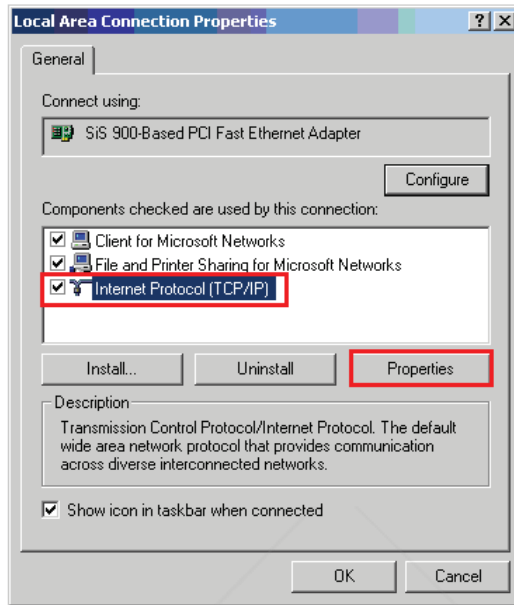 Local Area Connection Properties
General
Connect using:
SiS 900-Based PCI Fast Ethernet Adapter
Configure
Components checked are used by this connection:
Client for Microsoft Networks
File and Printer Sharing for Microsoft Networks
Internet Protocol (TCP/IP)
Install... Uninstall Properties
Description
Transmission Control Protocol/Internet Protocol. The default
wide area network protocol that provides communication
across diverse interconnected networks.
Show icon in taskbar when connected
OK Cancel